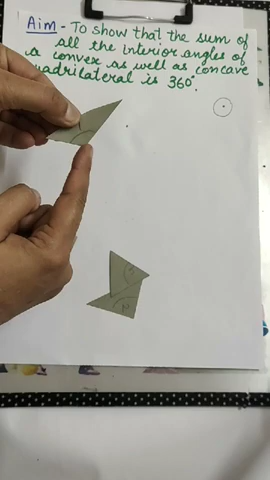 Aim - To show that the sum of
all the interior angles of
a convex as well as concave
quadrilateral is 360°.